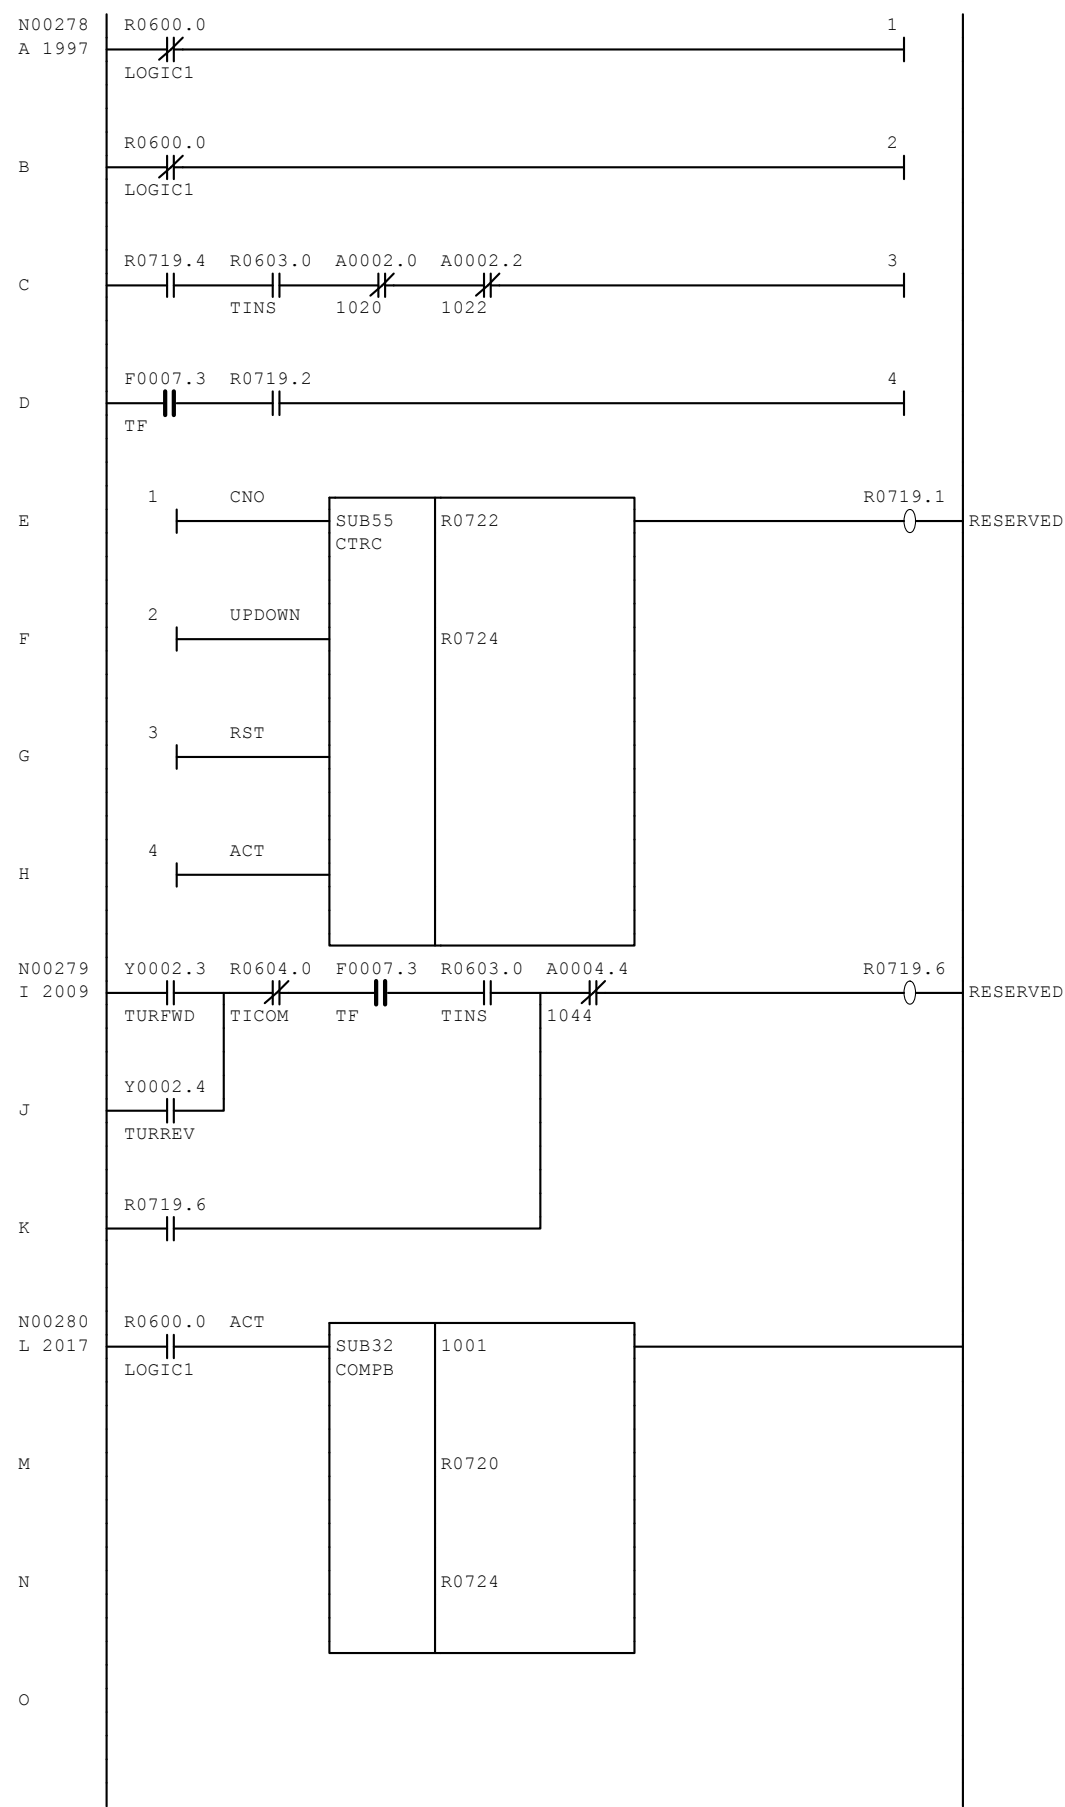 N00278 R0600.0 1
A 1997
LOGIC1
R0600.0 2
B
LOGIC1
R0719.4 R0603.0 A0002.0 A0002.2 3
C
TINS 1020 1022
F0007.3 R0719.2 4
D
TF
1 CNO R0719.1
E SUB55 R0722 RESERVED
CTRC
2 UPDOWN
F R0724
3 RST
G
4 ACT
H
N00279 Y0002.3 R0604.0 F0007.3 R0603.0 A0004.4 R0719.6
I 2009 RESERVED
TURFWD TICOM TF TINS 1044
Y0002.4
J
TURREV
R0719.6
K
N00280 R0600.0 ACT
L 2017 SUB32 1001
LOGIC1 COMPB
M R0720
N R0724
O